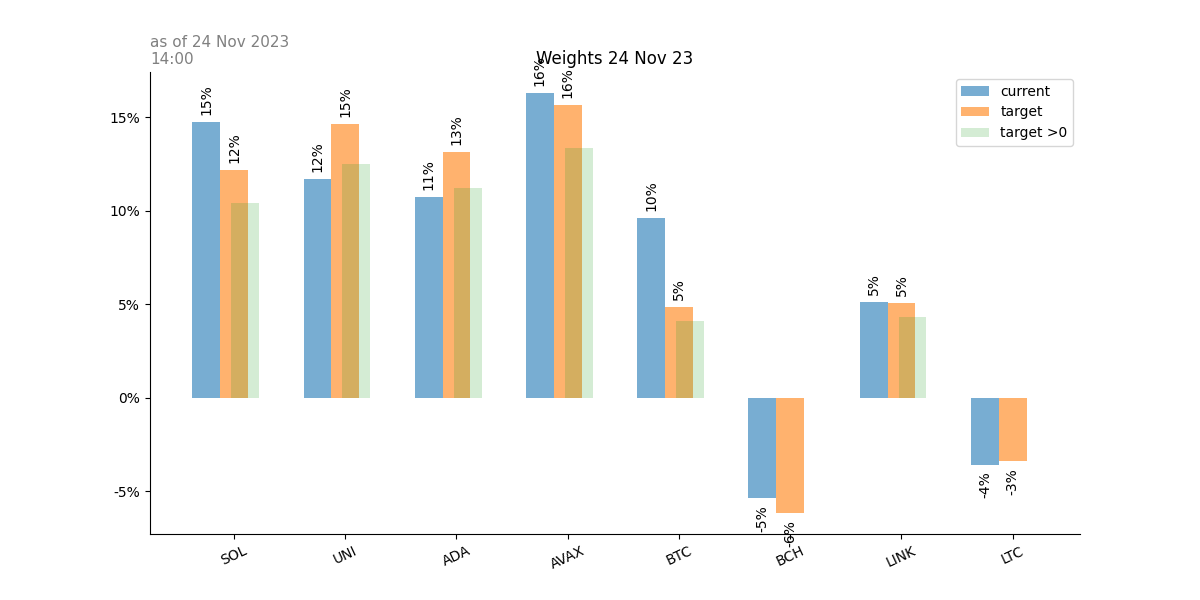 as of 24 Nov 2023
14:00
Weights 24 Nov 23
current
target
target >0
15%
10%
5%
0%
-5%
15%
12%
12%
15%
11%
13%
16%
16%
10%
5%
-5%
-6%
5%
5%
-4%
-3%
SOL
UNI
ADA
AVAX
BTC
BCH
LINK
LTC